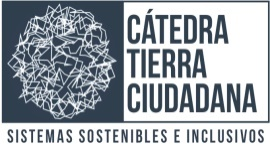 CÁTEDRA
TIERRA
CIUDADANA
SISTEMAS SOSTENIBLES E INCLUSIVOS